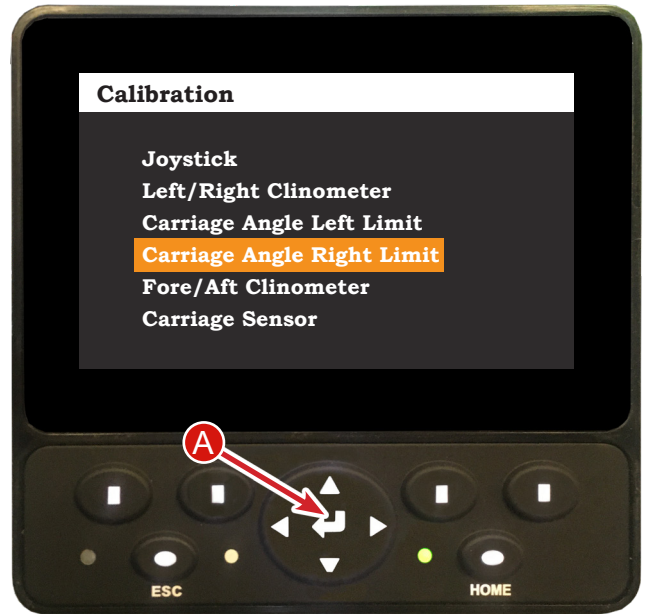 Calibration
Joystick
Left/Right Clinometer
Carriage Angle Left Limit
Carriage Angle Right Limit
Fore/Aft Clinometer
Carriage Sensor
A
ESC
HOME